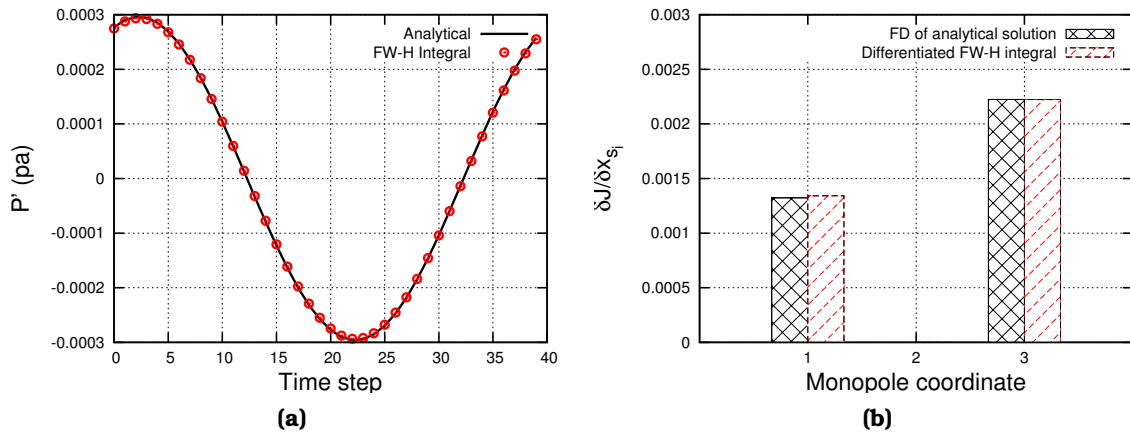 0.0003
0.0002
0.0001
0
-0.0001
-0.0002
-0.0003
P' (pa)
0 5 10 15 20 25 30 35 40
Time step
Analytical
FW-H Integral
(a)
0.003
0.0025
0.002
0.0015
0.001
0.0005
0
δJ/δx_{s_i}
1 2 3
Monopole coordinate
FD of analytical solution
Differentiated FW-H integral
(b)